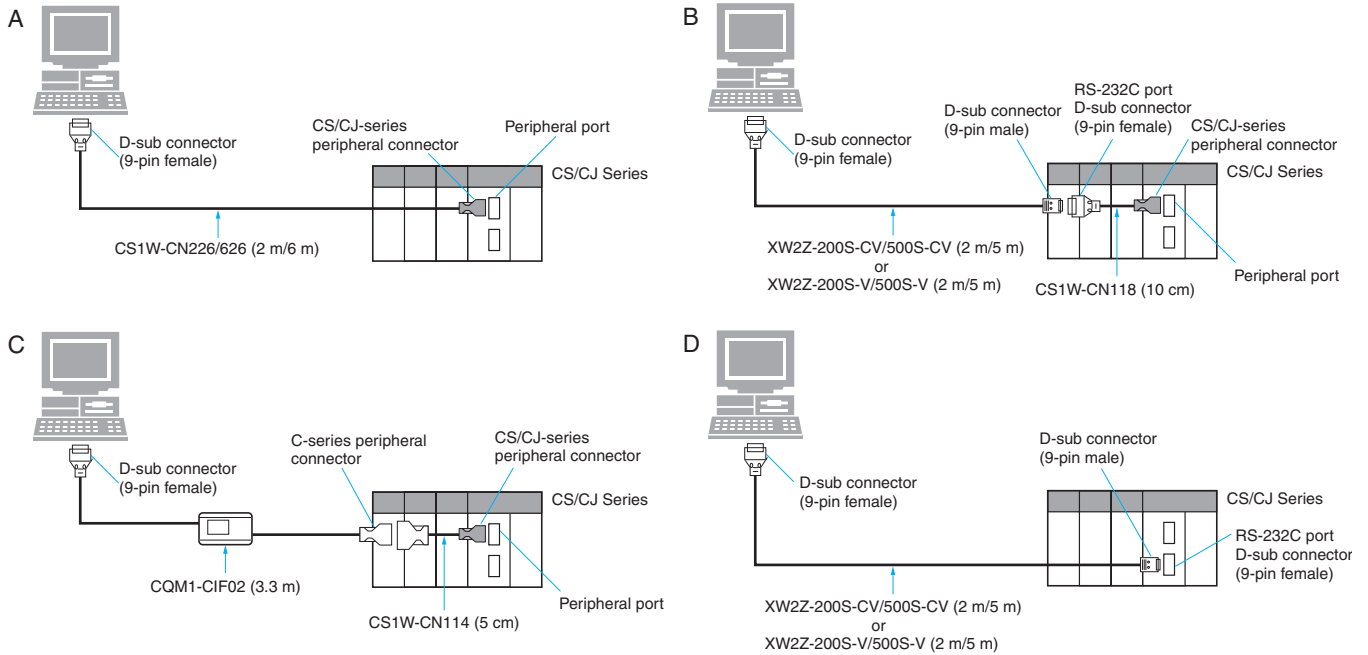 A
D-sub connector
(9-pin female)
CS/CJ-series
peripheral connector
Peripheral port
CS/CJ Series
CS1W-CN226/626 (2 m/6 m)
B
D-sub connector
(9-pin female)
D-sub connector
(9-pin male)
RS-232C port
D-sub connector
(9-pin female)
CS/CJ-series
peripheral connector
CS/CJ Series
XW2Z-200S-CV/500S-CV (2 m/5 m)
or
XW2Z-200S-V/500S-V (2 m/5 m)
CS1W-CN118 (10 cm)
Peripheral port
C
D-sub connector
(9-pin female)
C-series peripheral
connector
CS/CJ-series
peripheral connector
CS/CJ Series
CQM1-CIF02 (3.3 m)
CS1W-CN114 (5 cm)
Peripheral port
D
D-sub connector
(9-pin female)
D-sub connector
(9-pin male)
CS/CJ Series
RS-232C port
D-sub connector
(9-pin female)
XW2Z-200S-CV/500S-CV (2 m/5 m)
or
XW2Z-200S-V/500S-V (2 m/5 m)